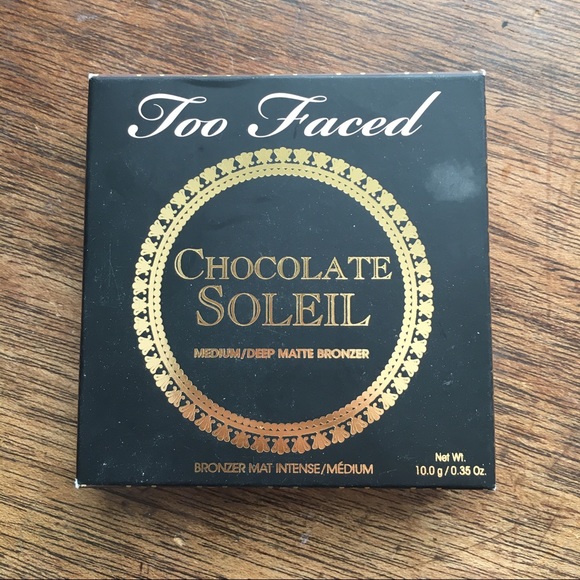 Too Faced
CHOCOLATE
SOLEIL
MEDIUM/DEEP MATTE BRONZER
BRONZER MAT INTENSE/MÉDIUM
Net Wt.
10.0 g / 0.35 Oz.